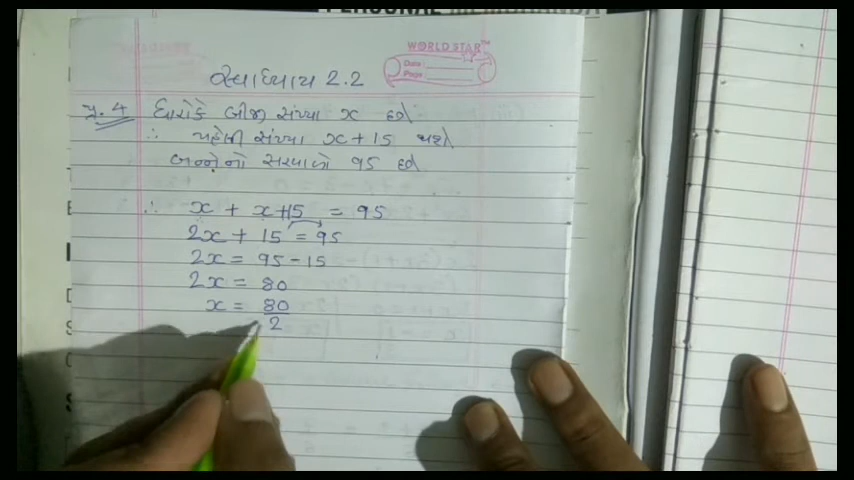 WORLD STAR™
Date :
Page :
સ્વાધ્યાય 2.2
પ્ર. 4 ધારોકે બીજી સંખ્યા x છે
∴ પહેલી સંખ્યા x + 15 થશે
બન્નેનો સરવાળો 95 છે
∴ x + x+15 = 95
2x + 15 = 95
2x = 95 - 15
2x = 80
x = 80
2